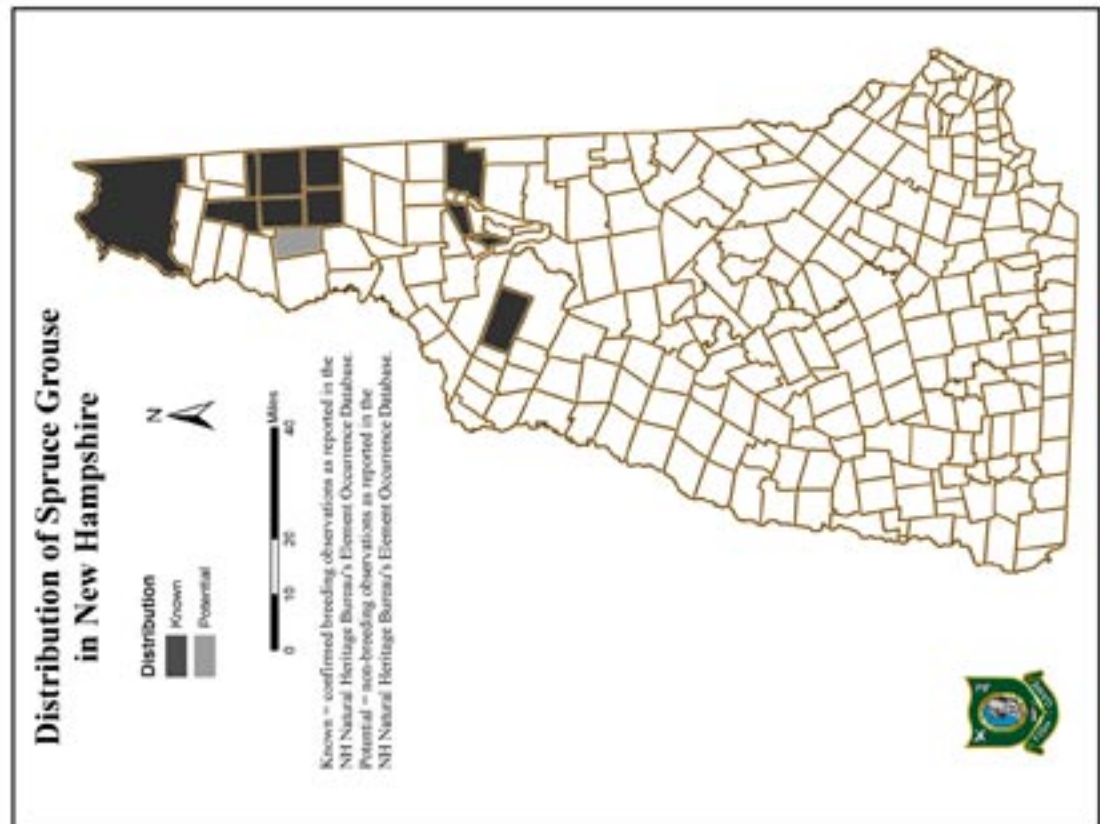 Distribution of Spruce Grouse
in New Hampshire
Distribution
Known
Potential
N
0 10 20 40
Miles
Known = confirmed breeding observations as reported in the
NH Natural Heritage Bureau's Element Occurrence Database.
Potential = non-breeding observations as reported in the
NH Natural Heritage Bureau's Element Occurrence Database.